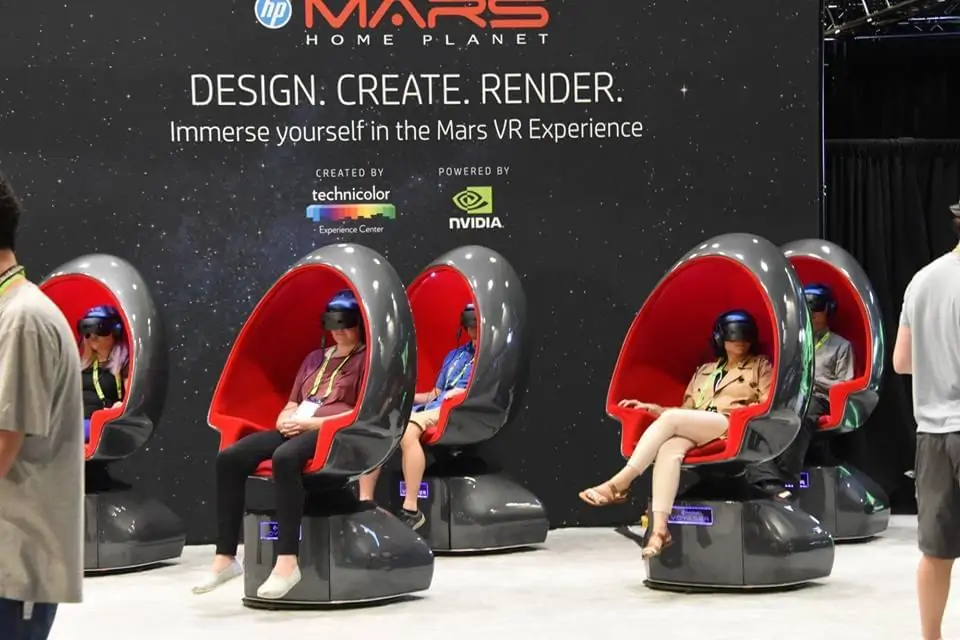 hp MARS
HOME PLANET
DESIGN. CREATE. RENDER.
Immerse yourself in the Mars VR Experience
CREATED BY
technicolor
Experience Center
POWERED BY
NVIDIA.
VOYAGER